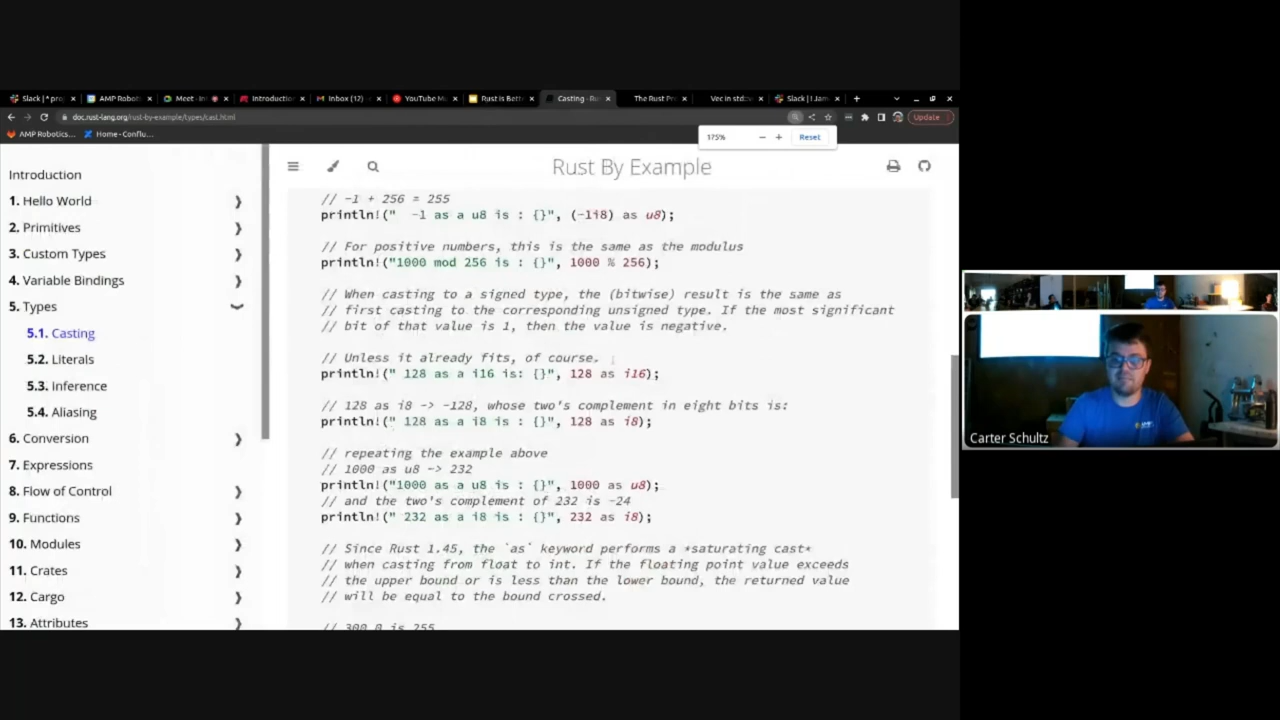 Slack | * pro
AMP Robot
Meet - Int
Introduction
Inbox (12)
YouTube M
Rust is Bett
Casting - Ru
The Rust Pr
Vec in std::
Slack | ! Jam
doc.rust-lang.org/rust-by-example/types/cast.html
Update
AMP Robotics...
Home - Conflu...
175%
Reset
Rust By Example
Introduction
1. Hello World
2. Primitives
3. Custom Types
4. Variable Bindings
5. Types
5.1. Casting
5.2. Literals
5.3. Inference
5.4. Aliasing
6. Conversion
7. Expressions
8. Flow of Control
9. Functions
10. Modules
11. Crates
12. Cargo
13. Attributes
// -1 + 256 = 255
println!("  -1 as a u8 is : {}", (-1i8) as u8);
// For positive numbers, this is the same as the modulus
println!("1000 mod 256 is : {}", 1000 % 256);
// When casting to a signed type, the (bitwise) result is the same as
// first casting to the corresponding unsigned type. If the most significant
// bit of that value is 1, then the value is negative.
// Unless it already fits, of course.
println!(" 128 as a i16 is: {}", 128 as i16);
// 128 as i8 -> -128, whose two's complement in eight bits is:
println!(" 128 as a i8 is : {}", 128 as i8);
// repeating the example above
// 1000 as u8 -> 232
println!("1000 as a u8 is : {}", 1000 as u8);
// and the two's complement of 232 is -24
println!(" 232 as a i8 is : {}", 232 as i8);
// Since Rust 1.45, the `as` keyword performs a *saturating cast*
// when casting from float to int. If the floating point value exceeds
// the upper bound or is less than the lower bound, the returned value
// will be equal to the bound crossed.
// 300.0 is 255
Carter Schultz